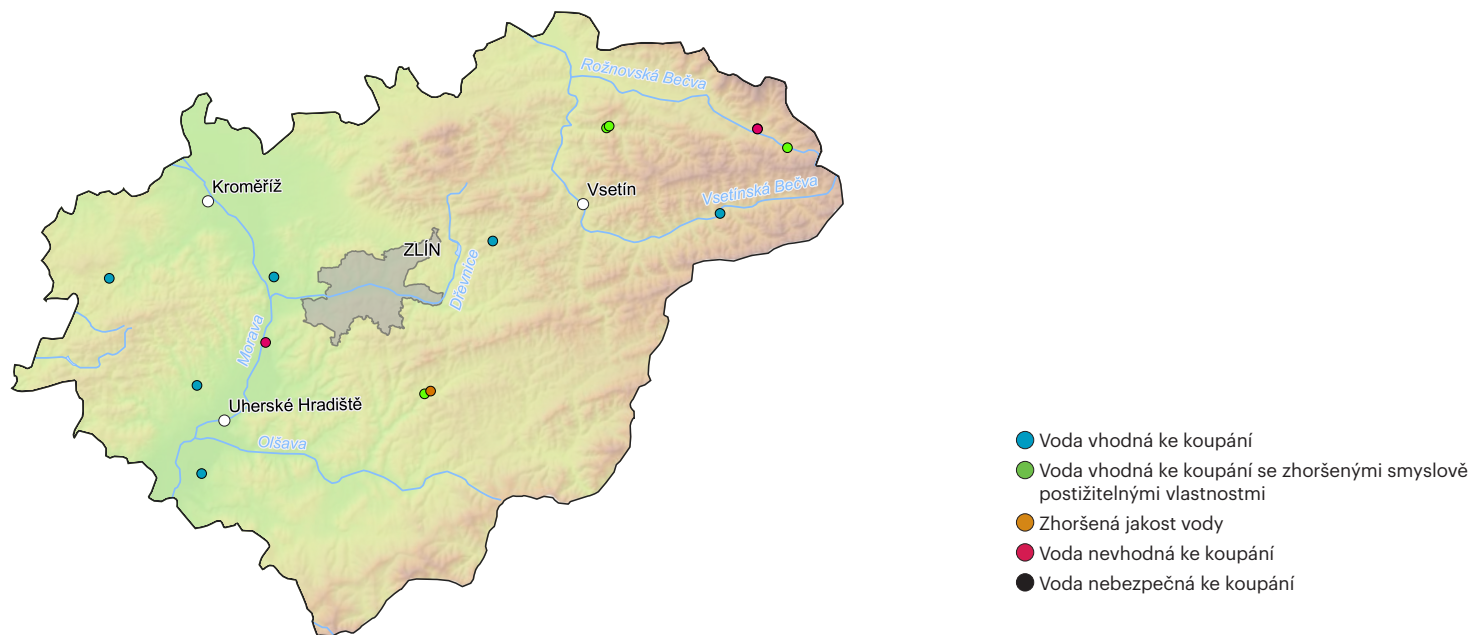 Rožnovská Bečva
Kroměříž
Vsetín
Vsetínská Bečva
ZLÍN
Dřevnice
Morava
Uherské Hradiště
Olšava
Voda vhodná ke koupání
Voda vhodná ke koupání se zhoršenými smyslově
postižitelnými vlastnostmi
Zhoršená jakost vody
Voda nevhodná ke koupání
Voda nebezpečná ke koupání